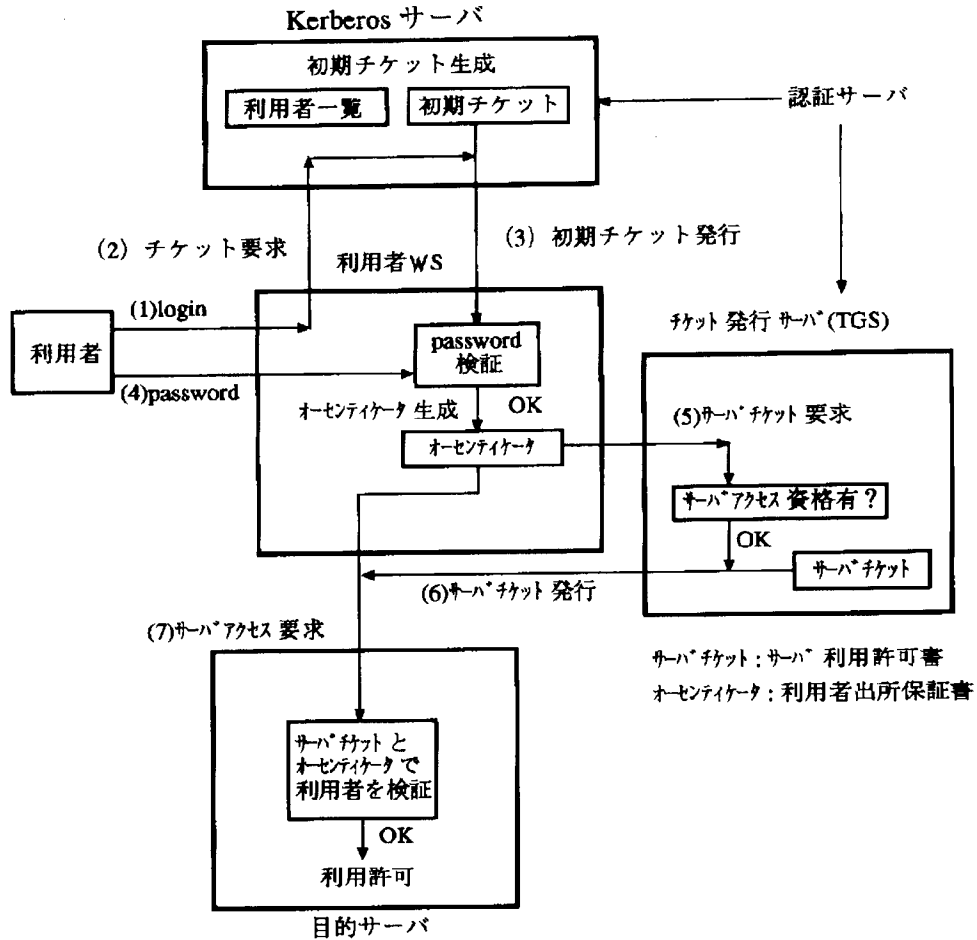 Kerberos サーバ
初期チケット生成
利用者一覧
初期チケット
認証サーバ
(2) チケット要求
(3) 初期チケット発行
利用者WS
(1)login
利用者
(4)password
password
検証
OK
オーセンティケータ 生成
オーセンティケータ
チケット 発行 サーバ (TGS)
(5)サーバチケット 要求
サーバアクセス 資格有？
OK
サーバチケット
(6)サーバチケット 発行
(7)サーバアクセス 要求
サーバチケット：サーバ 利用許可書
オーセンティケータ：利用者出所保証書
サーバチケット と
オーセンティケータ で
利用者を検証
OK
利用許可
目的サーバ